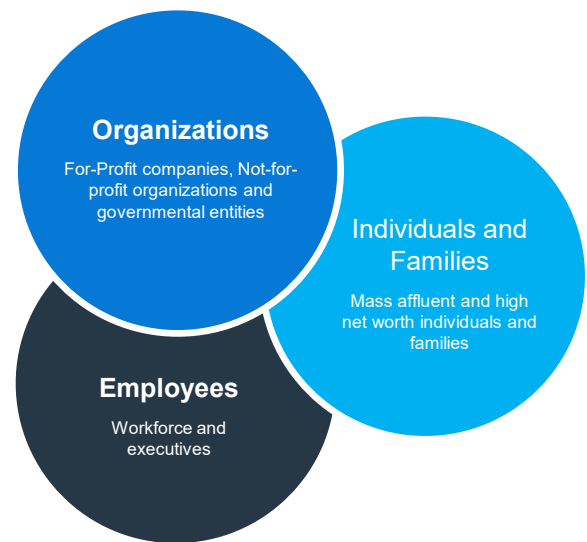 Organizations
For-Profit companies, Not-for-
profit organizations and
governmental entities
Individuals and
Families
Mass affluent and high
net worth individuals and
families
Employees
Workforce and
executives